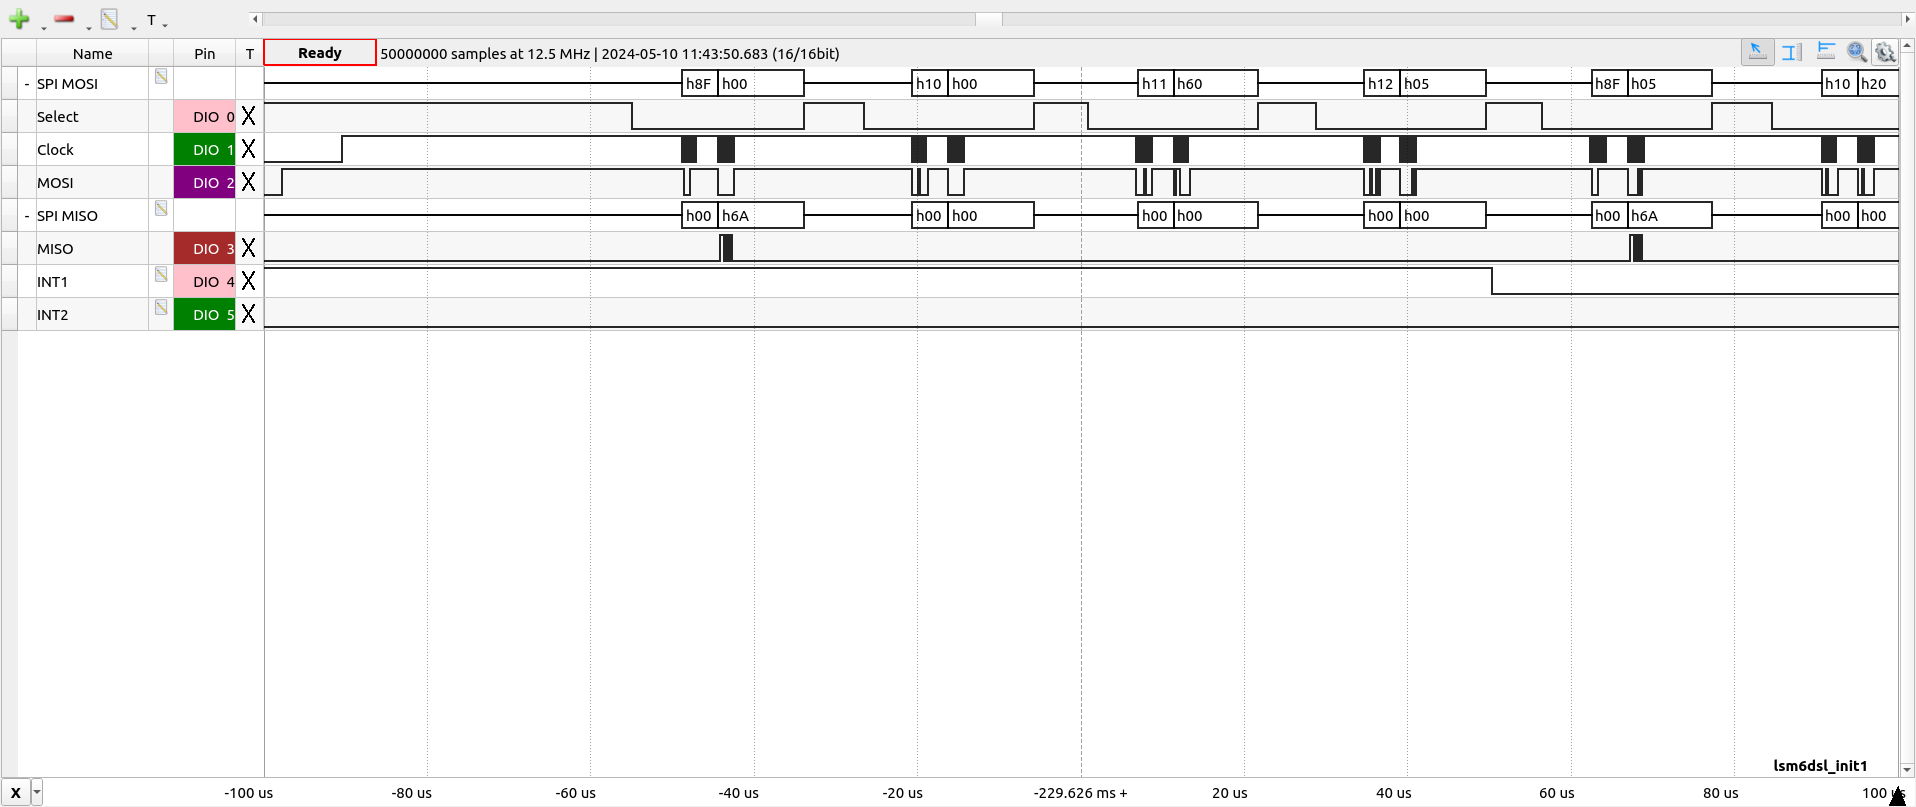 T
Name Pin T Ready 50000000 samples at 12.5 MHz | 2024-05-10 11:43:50.683 (16/16bit)
- SPI MOSI h8F h00 h10 h00 h11 h60 h12 h05 h8F h05 h10 h20
Select DIO 0 X
Clock DIO 1 X
MOSI DIO 2 X
- SPI MISO h00 h6A h00 h00 h00 h00 h00 h00 h00 h6A h00 h00
MISO DIO 3 X
INT1 DIO 4 X
INT2 DIO 5 X
lsm6dsl_init1
X -100 us -80 us -60 us -40 us -20 us -229.626 ms + 20 us 40 us 60 us 80 us 100 us